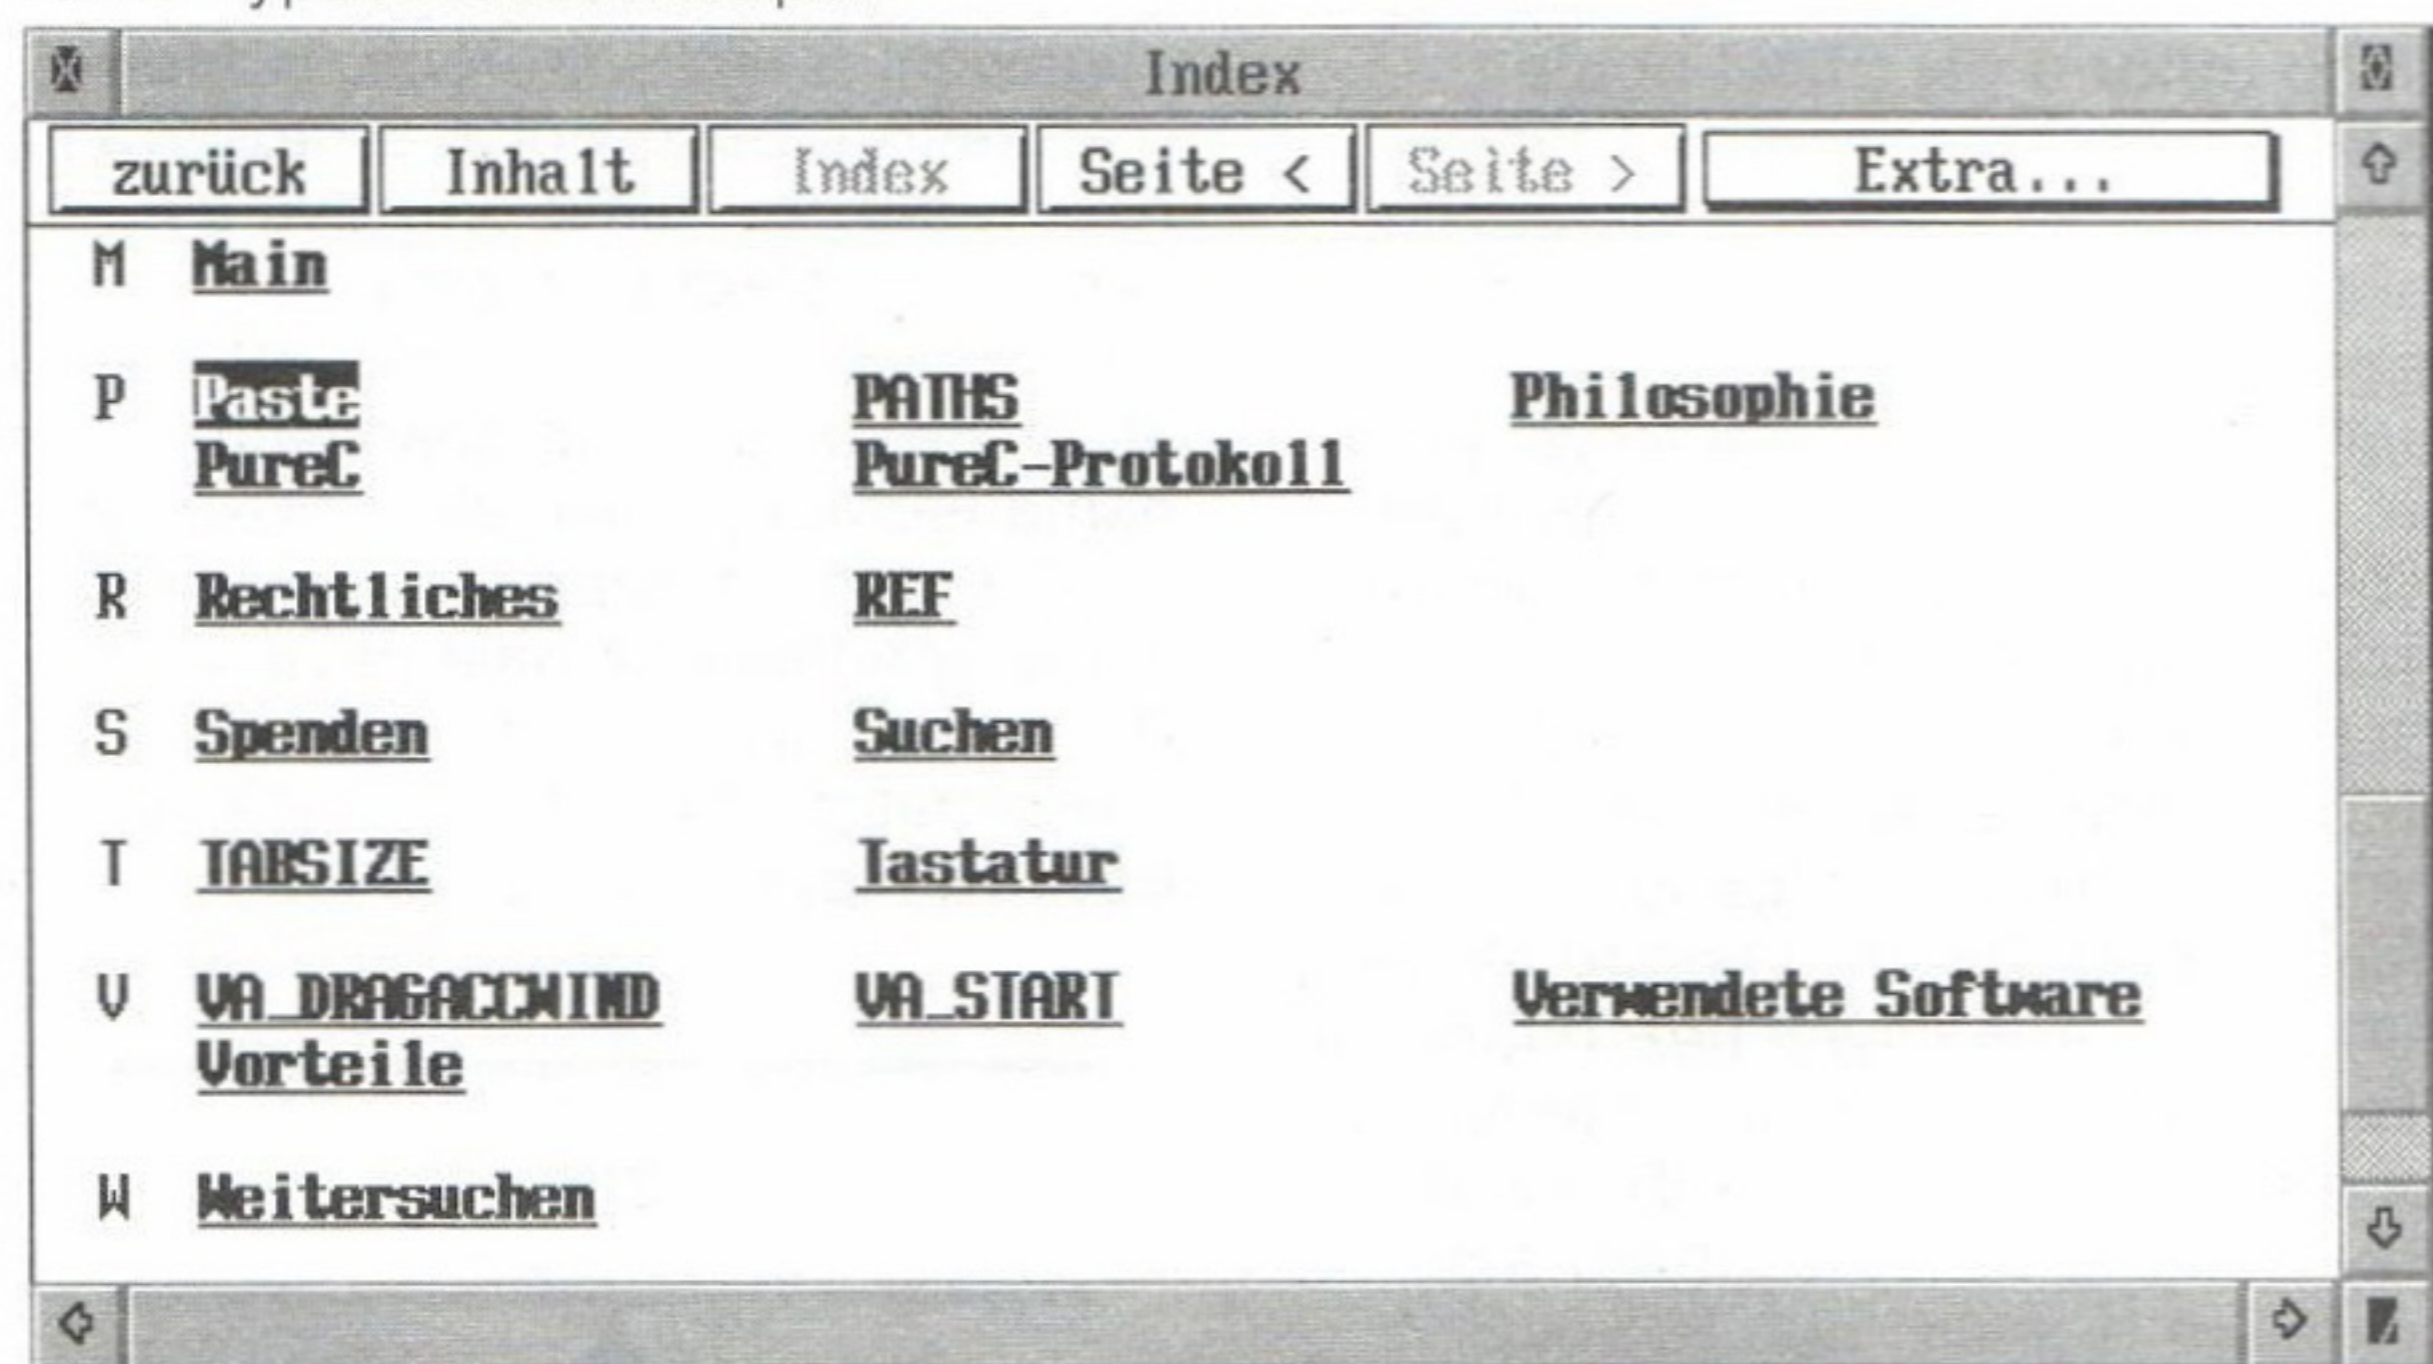 Index
zurück Inhalt Index Seite < Seite > Extra...
M Main
P Paste PATHS Philosophie
PureC PureC-Protokoll
R Rechtliches REF
S Spenden Suchen
T TABSIZE Tastatur
V VA_DRAGACCWIND VA_START Verwendete Software
Vorteile
W Weitersuchen